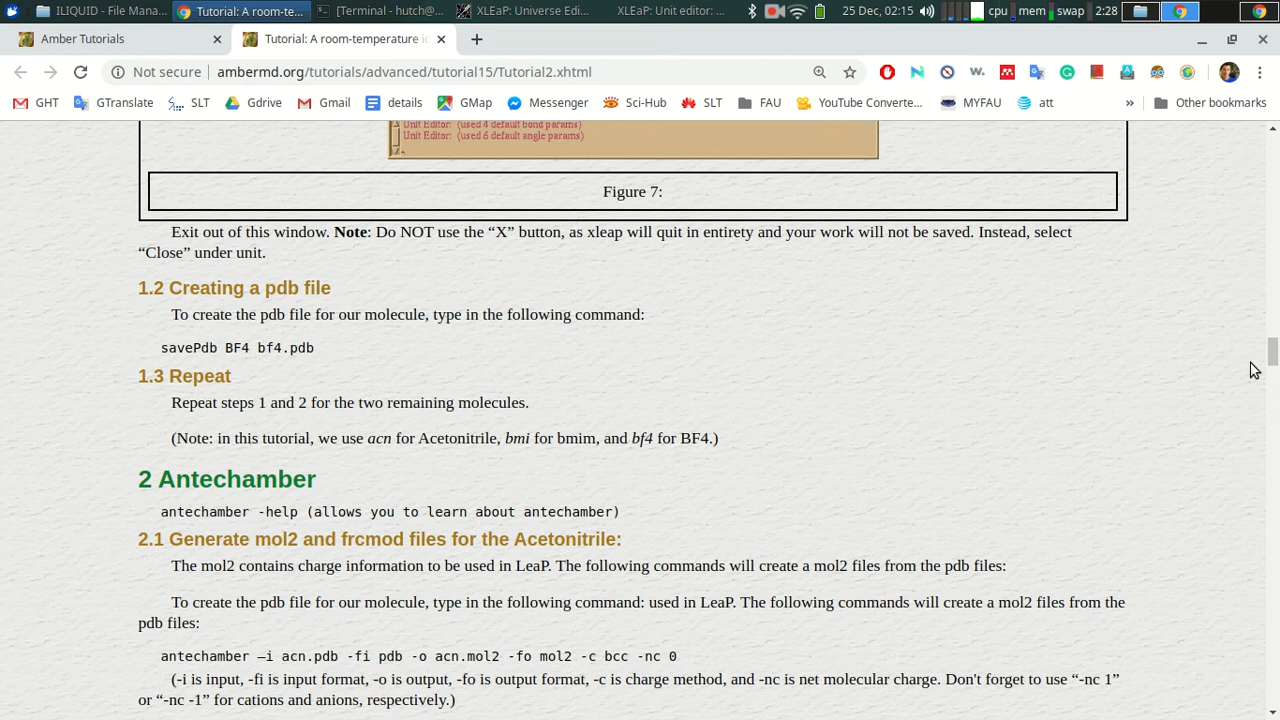 ILIQUID - File Mana...
Tutorial: A room-te...
[Terminal - hutch@...
XLEaP: Universe Edi...
XLEaP: Unit editor: ...
25 Dec, 02:15
cpu
mem
swap
2:28
Amber Tutorials
Tutorial: A room-temperature i
Not secure
ambermd.org/tutorials/advanced/tutorial15/Tutorial2.xhtml
GHT
GTranslate
SLT
Gdrive
Gmail
details
GMap
Messenger
Sci-Hub
SLT
FAU
YouTube Converte...
MYFAU
att
»
Other bookmarks
Unit Editor: (used 4 default bond params)
Unit Editor: (used 6 default angle params)
Figure 7:
Exit out of this window. Note: Do NOT use the “X” button, as xleap will quit in entirety and your work will not be saved. Instead, select
“Close” under unit.
1.2 Creating a pdb file
To create the pdb file for our molecule, type in the following command:
savePdb BF4 bf4.pdb
1.3 Repeat
Repeat steps 1 and 2 for the two remaining molecules.
(Note: in this tutorial, we use acn for Acetonitrile, bmi for bmim, and bf4 for BF4.)
2 Antechamber
antechamber -help (allows you to learn about antechamber)
2.1 Generate mol2 and frcmod files for the Acetonitrile:
The mol2 contains charge information to be used in LeaP. The following commands will create a mol2 files from the pdb files:
To create the pdb file for our molecule, type in the following command: used in LeaP. The following commands will create a mol2 files from the
pdb files:
antechamber –i acn.pdb -fi pdb -o acn.mol2 -fo mol2 -c bcc -nc 0
(-i is input, -fi is input format, -o is output, -fo is output format, -c is charge method, and -nc is net molecular charge. Don't forget to use “-nc 1”
or “-nc -1” for cations and anions, respectively.)